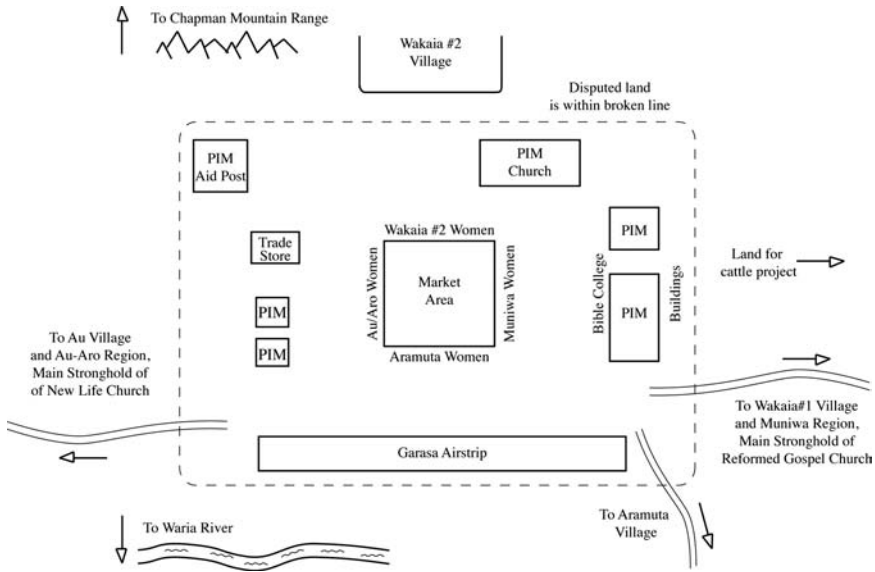 To Chapman Mountain Range
Wakaia #2
Village
Disputed land
is within broken line
PIM
Aid Post
PIM
Church
Trade
Store
Wakaia #2 Women
Au/Aro Women
Market
Area
Muniwa Women
Aramuta Women
Bible College
PIM
PIM
Buildings
Land for
cattle project
PIM
PIM
To Au Village
and Au-Aro Region,
Main Stronghold of
of New Life Church
To Wakaia#1 Village
and Muniwa Region,
Main Stronghold of
Reformed Gospel Church
Garasa Airstrip
To Waria River
To Aramuta
Village